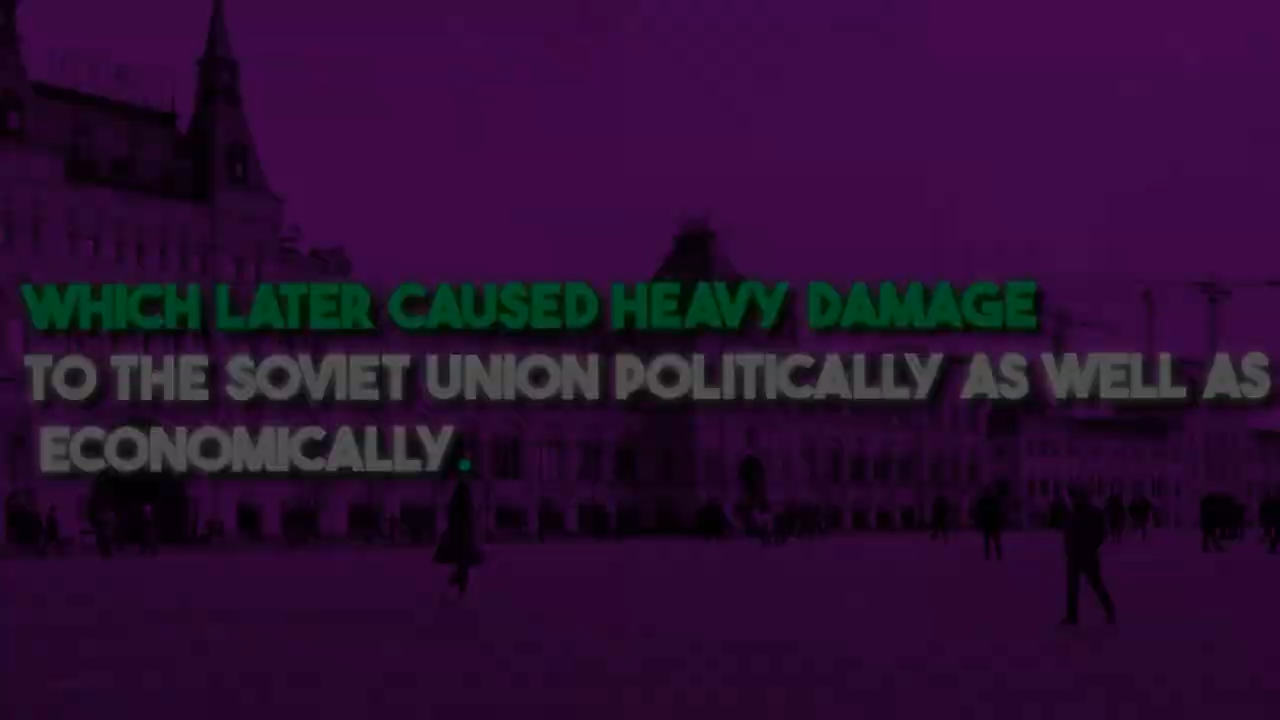 WHICH LATER CAUSED HEAVY DAMAGE
TO THE SOVIET UNION POLITICALLY AS WELL AS
ECONOMICALLY.